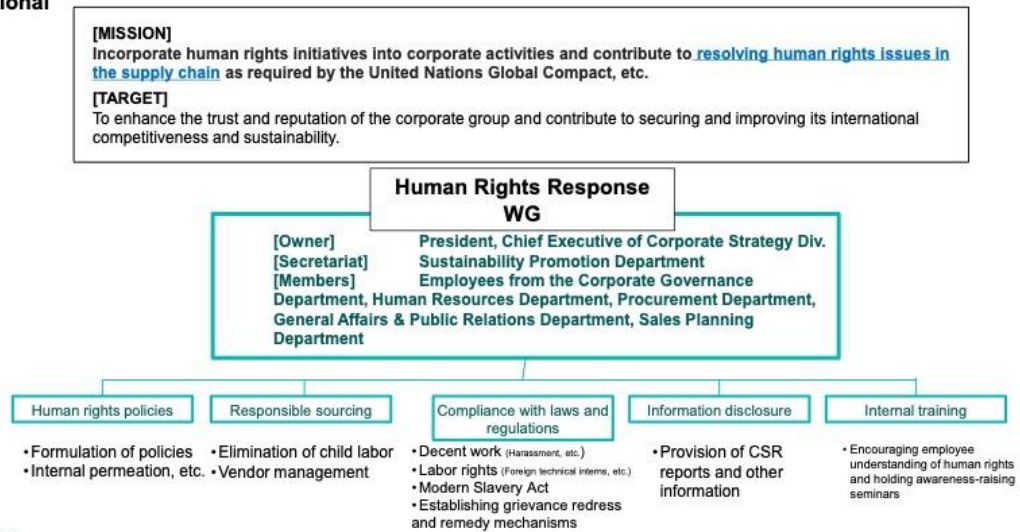 [MISSION]
Incorporate human rights initiatives into corporate activities and contribute to resolving human rights issues in
the supply chain as required by the United Nations Global Compact, etc.
[TARGET]
To enhance the trust and reputation of the corporate group and contribute to securing and improving its international
competitiveness and sustainability.
Human Rights Response
WG
[Owner] President, Chief Executive of Corporate Strategy Div.
[Secretariat] Sustainability Promotion Department
[Members] Employees from the Corporate Governance
Department, Human Resources Department, Procurement Department,
General Affairs & Public Relations Department, Sales Planning
Department
Human rights policies
•Formulation of policies
•Internal permeation, etc.
Responsible sourcing
•Elimination of child labor
•Vendor management
Compliance with laws and
regulations
•Decent work (Harassment, etc.)
•Labor rights (Foreign technical interns, etc.)
•Modern Slavery Act
•Establishing grievance redress
and remedy mechanisms
Information disclosure
•Provision of CSR
reports and other
information
Internal training
•Encouraging employee
understanding of human rights
and holding awareness-raising
seminars